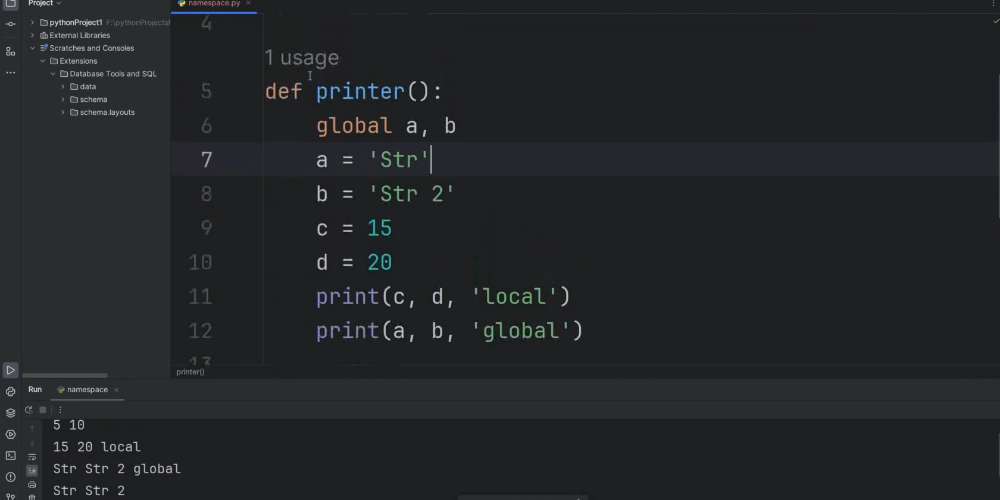 Project
namespace.py
pythonProject1 F:\pythonProjects
External Libraries
Scratches and Consoles
Extensions
Database Tools and SQL
data
schema
schema.layouts
4
1 usage
5 def printer():
6 global a, b
7 a = 'Str'
8 b = 'Str 2'
9 c = 15
10 d = 20
11 print(c, d, 'local')
12 print(a, b, 'global')
13
printer()
Run namespace
5 10
15 20 local
Str Str 2 global
Str Str 2